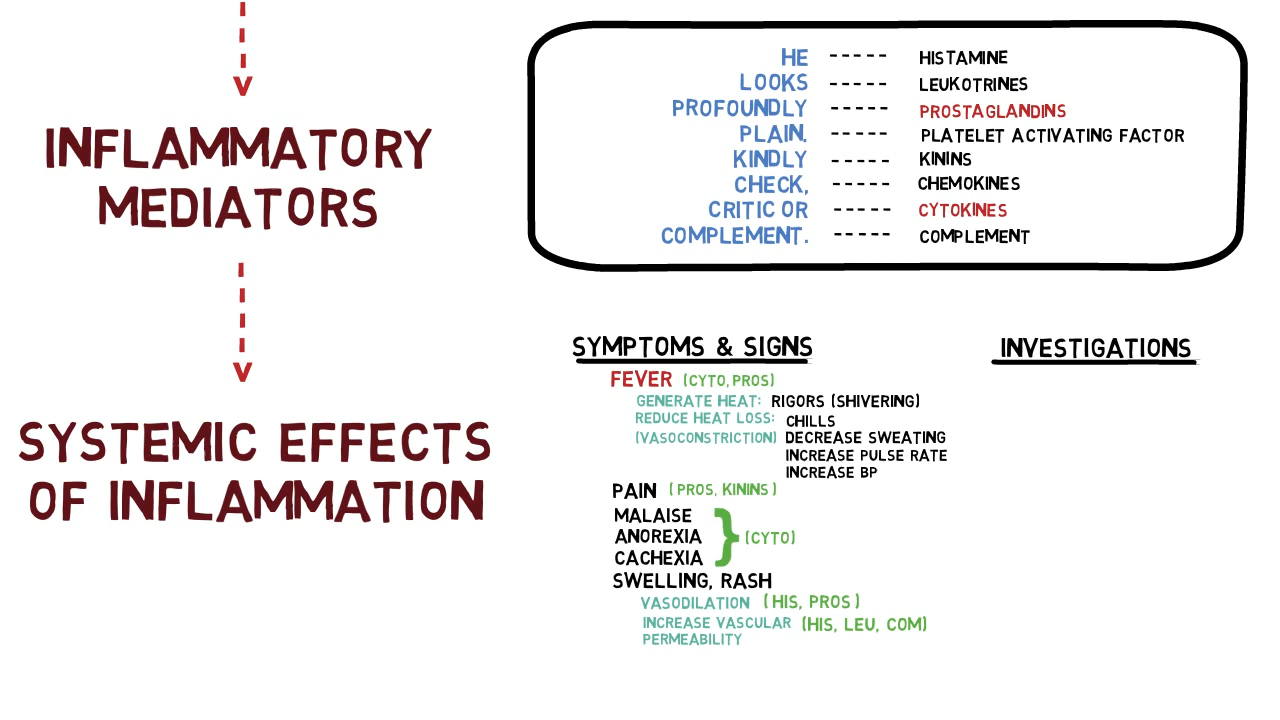 INFLAMMATORY
MEDIATORS
SYSTEMIC EFFECTS
OF INFLAMMATION
HE ----- HISTAMINE
LOOKS ----- LEUKOTRINES
PROFOUNDLY ----- PROSTAGLANDINS
PLAIN. ----- PLATELET ACTIVATING FACTOR
KINDLY ----- KININS
CHECK, ----- CHEMOKINES
CRITIC OR ----- CYTOKINES
COMPLEMENT. ----- COMPLEMENT
SYMPTOMS & SIGNS
FEVER (CYTO, PROS)
GENERATE HEAT: RIGORS (SHIVERING)
REDUCE HEAT LOSS: CHILLS
(VASOCONSTRICTION) DECREASE SWEATING
INCREASE PULSE RATE
INCREASE BP
PAIN (PROS, KININS)
MALAISE
ANOREXIA } (CYTO)
CACHEXIA
SWELLING, RASH
VASODILATION (HIS, PROS)
INCREASE VASCULAR (HIS, LEU, COM)
PERMEABILITY
INVESTIGATIONS